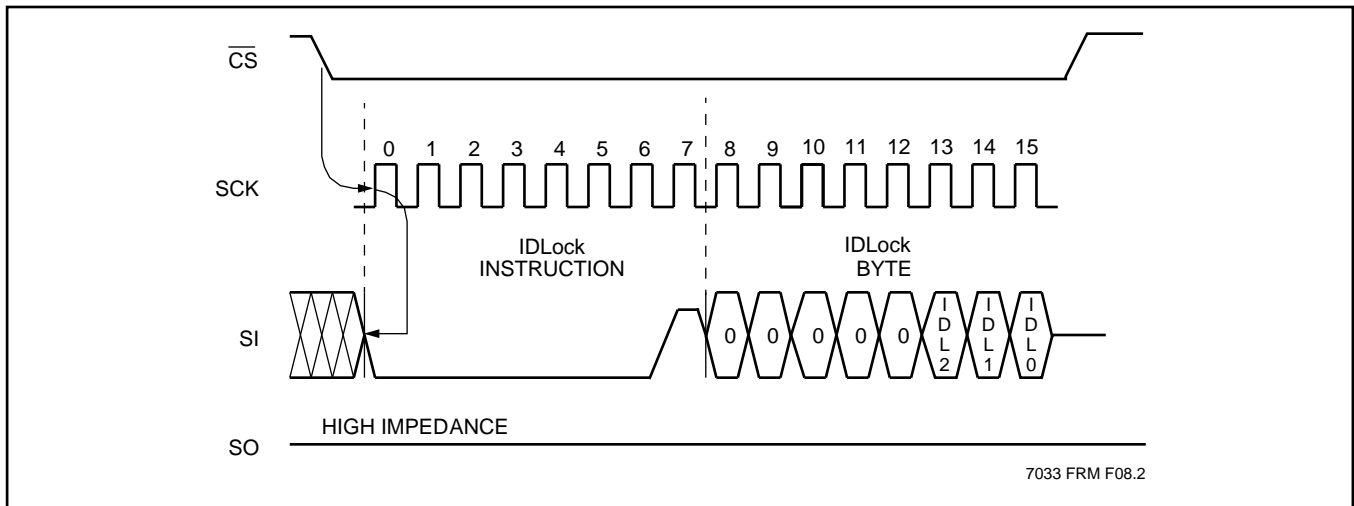 CS
0 1 2 3 4 5 6 7 8 9 10 11 12 13 14 15
SCK
IDLock
INSTRUCTION
IDLock
BYTE
SI
0 0 0 0 0 IDL2 IDL1 IDL0
HIGH IMPEDANCE
SO
7033 FRM F08.2